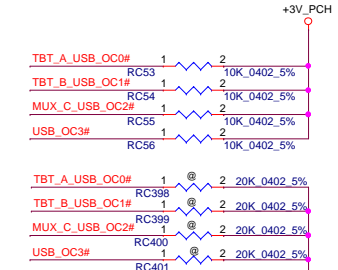 +3V_PCH
TBT_A_USB_OC0# 1 2
RC53 10K_0402_5%
TBT_B_USB_OC1# 1 2
RC54 10K_0402_5%
MUX_C_USB_OC2# 1 2
RC55 10K_0402_5%
USB_OC3# 1 2
RC56 10K_0402_5%
TBT_A_USB_OC0# 1 @ 2 20K_0402_5%
RC398
TBT_B_USB_OC1# 1 @ 2 20K_0402_5%
RC399
MUX_C_USB_OC2# 1 @ 2 20K_0402_5%
RC400
USB_OC3# 1 @ 2 20K_0402_5%
RC401